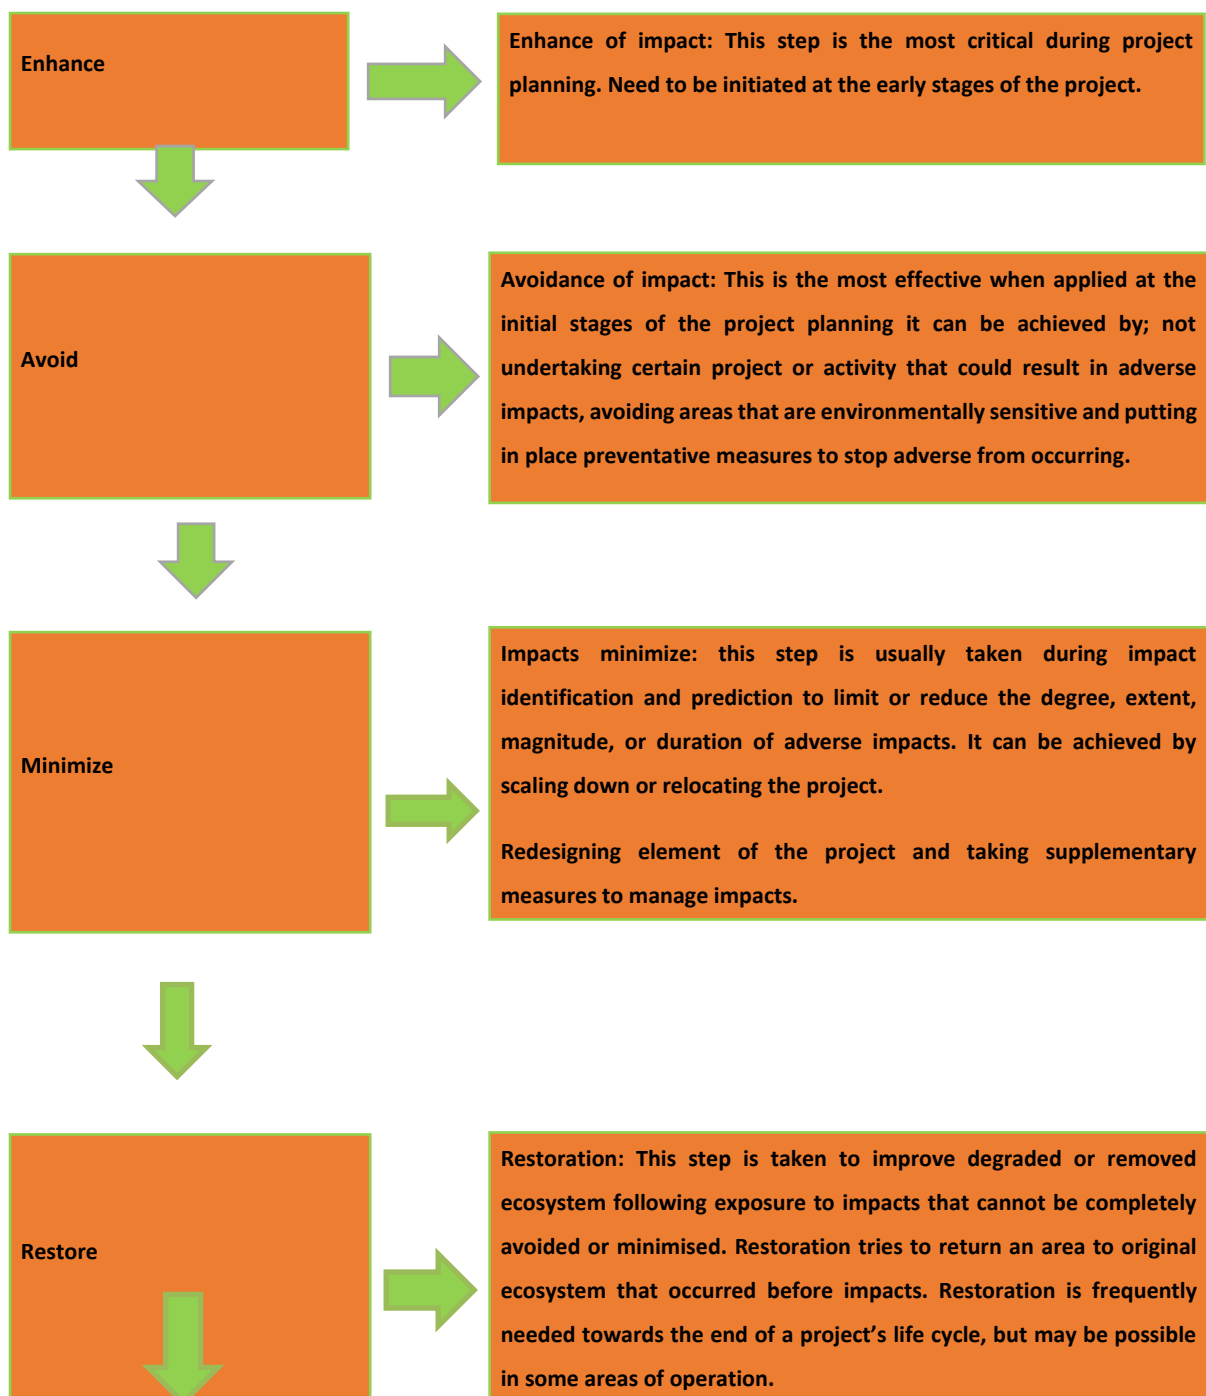 Enhance
Enhance of impact: This step is the most critical during project
planning. Need to be initiated at the early stages of the project.
Avoid
Avoidance of impact: This is the most effective when applied at the
initial stages of the project planning it can be achieved by; not
undertaking certain project or activity that could result in adverse
impacts, avoiding areas that are environmentally sensitive and putting
in place preventative measures to stop adverse from occurring.
Minimize
Impacts minimize: this step is usually taken during impact
identification and prediction to limit or reduce the degree, extent,
magnitude, or duration of adverse impacts. It can be achieved by
scaling down or relocating the project.
Redesigning element of the project and taking supplementary
measures to manage impacts.
Restore
Restoration: This step is taken to improve degraded or removed
ecosystem following exposure to impacts that cannot be completely
avoided or minimised. Restoration tries to return an area to original
ecosystem that occurred before impacts. Restoration is frequently
needed towards the end of a project’s life cycle, but may be possible
in some areas of operation.